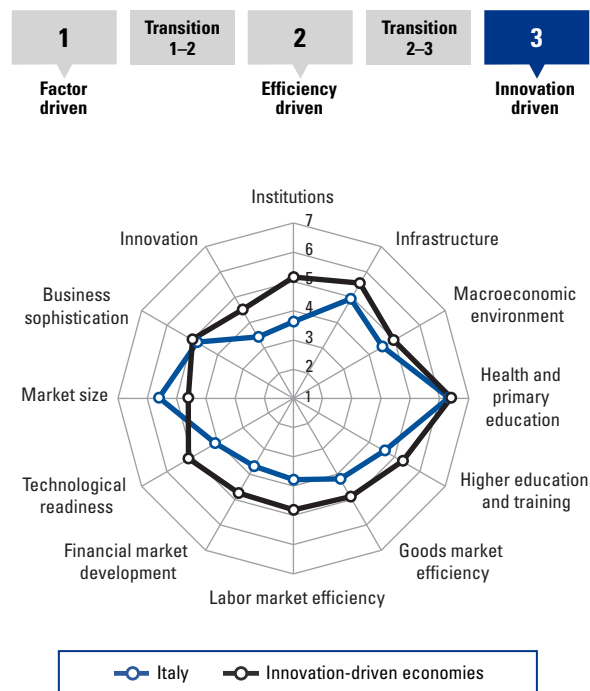 1
Transition
1–2
2
Transition
2–3
3
Factor
driven
Efficiency
driven
Innovation
driven
Institutions
7
Innovation
Infrastructure
6
5
Business
sophistication
Macroeconomic
environment
4
3
2
Market size
1
Health and
primary
education
Technological
readiness
Higher education
and training
Financial market
development
Goods market
efficiency
Labor market efficiency
Italy
Innovation-driven economies